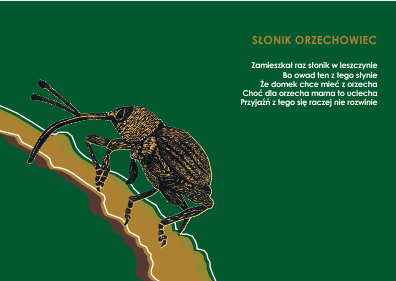 SŁONIK ORZECHOWIEC
Zamieszkał raz słonik w leszczynie
Bo owad ten z tego słynie
Że domek chce mieć z orzecha
Choć dla orzecha marna to uciecha
Przyjaźń z tego się raczej nie rozwinie